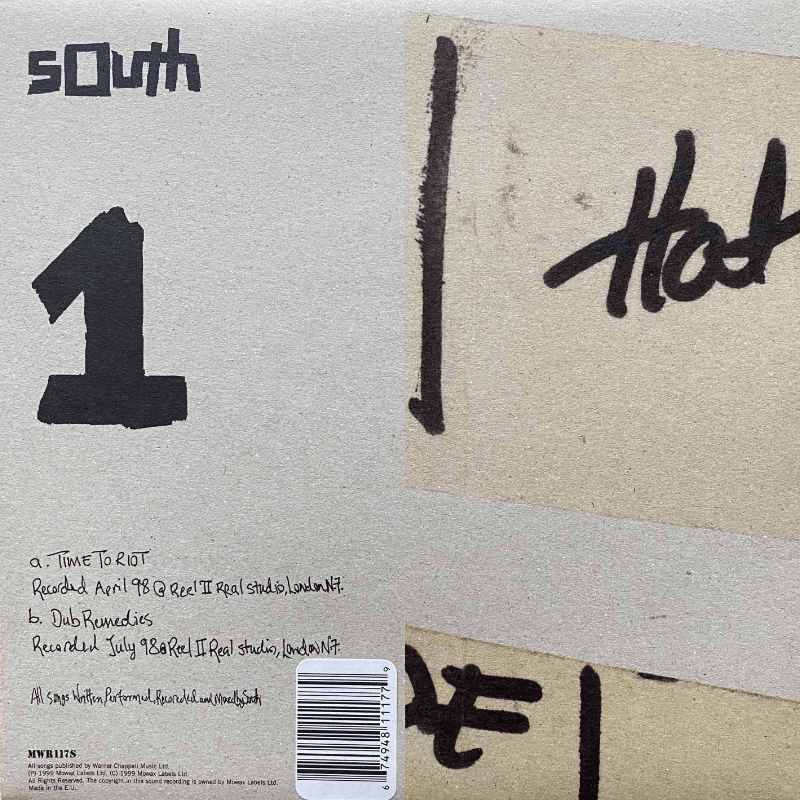 south
1
Hod
a. TIME TO RIOT
Recorded April 98 @ Reel II Real studio, London N7.
b. Dub Remedies
Recorded July 98 @ Reel II Real studio, London N7.
All songs Written, Performed, Recorded and Mixed by South
MWR117S
All songs published by Warner Chappell Music Ltd.
(P) 1999 Mowax Labels Ltd. (C) 1999 Mowax Labels Ltd.
All Rights Reserved. The copyright in this sound recording is owned by Mowax Labels Ltd.
Made in the E.U.
6 74948 11177 9